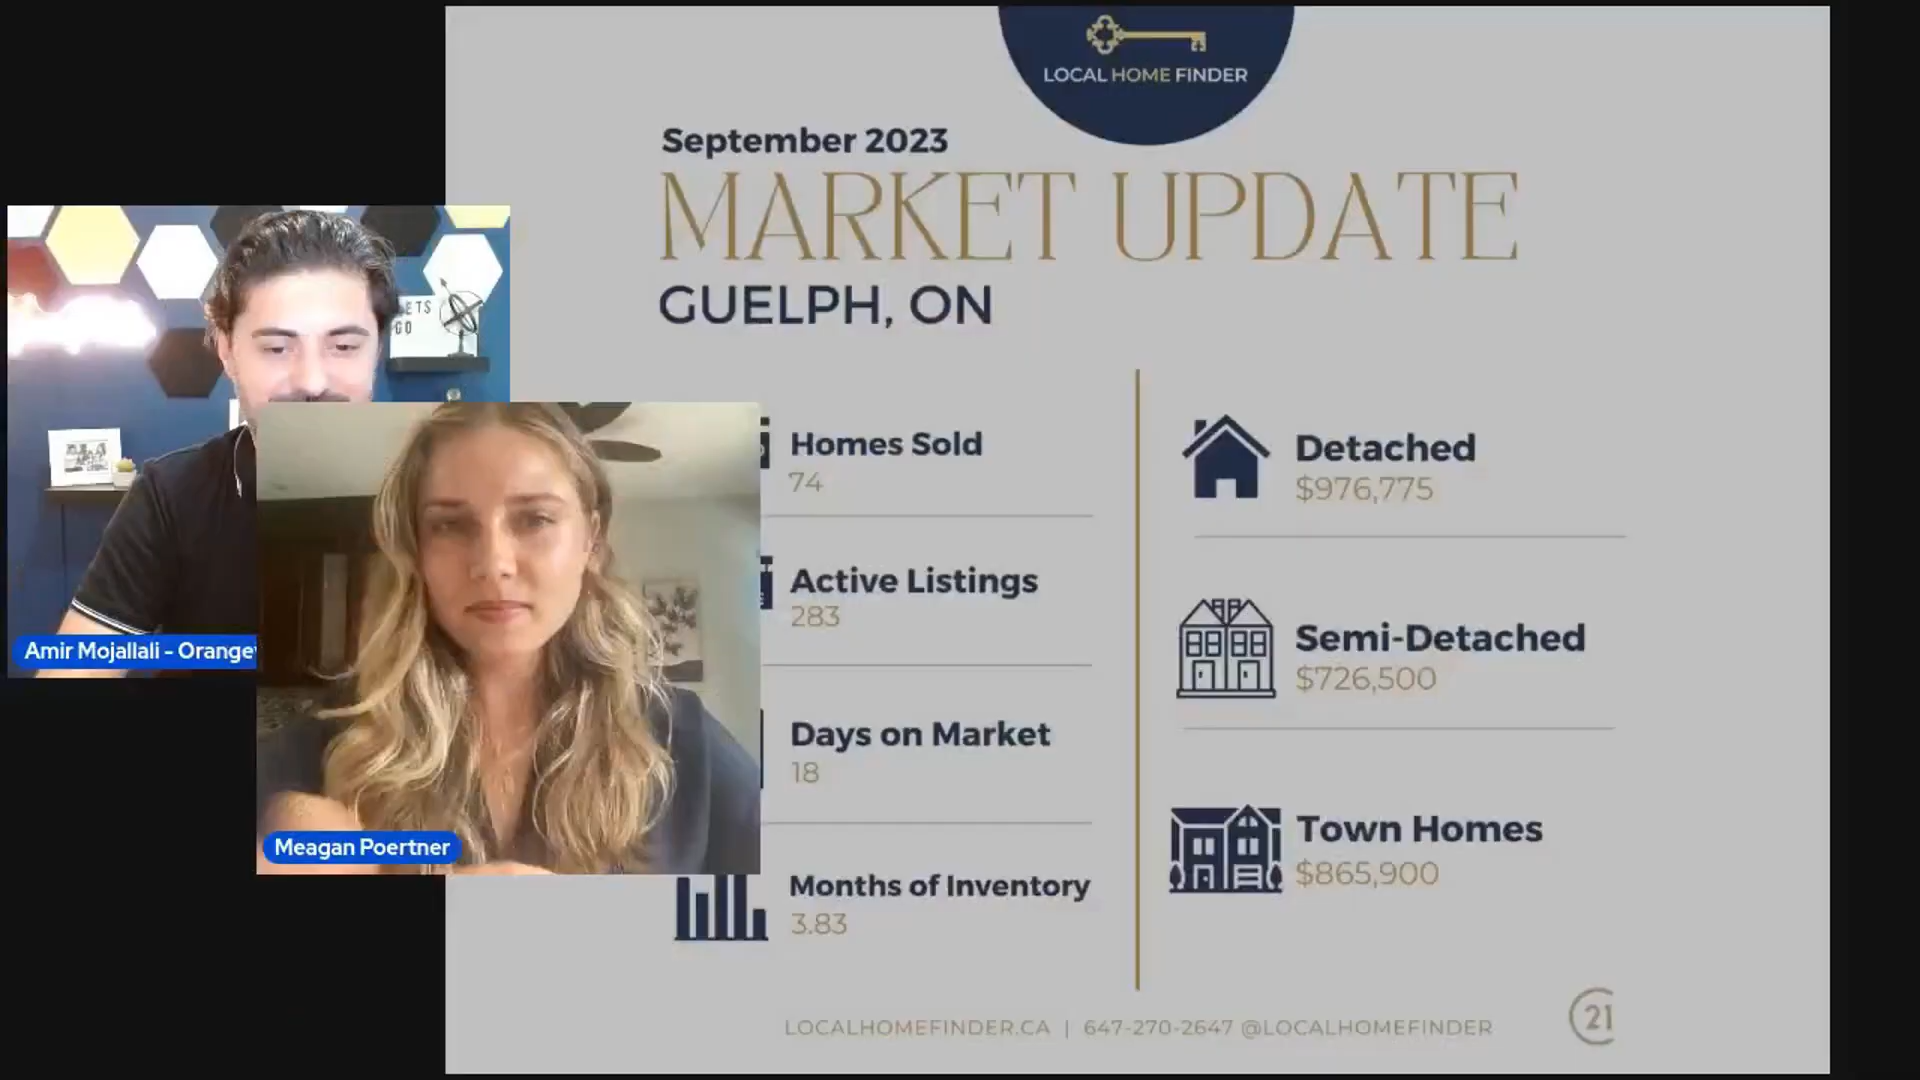 LOCAL HOME FINDER
September 2023
MARKET UPDATE
GUELPH, ON
Homes Sold
74
Active Listings
283
Days on Market
18
Months of Inventory
3.83
Detached
$976,775
Semi-Detached
$726,500
Town Homes
$865,900
LOCALHOMEFINDER.CA | 647-270-2647 @LOCALHOMEFINDER
21
GO
Amir Mojallali - Orange
Meagan Poertner